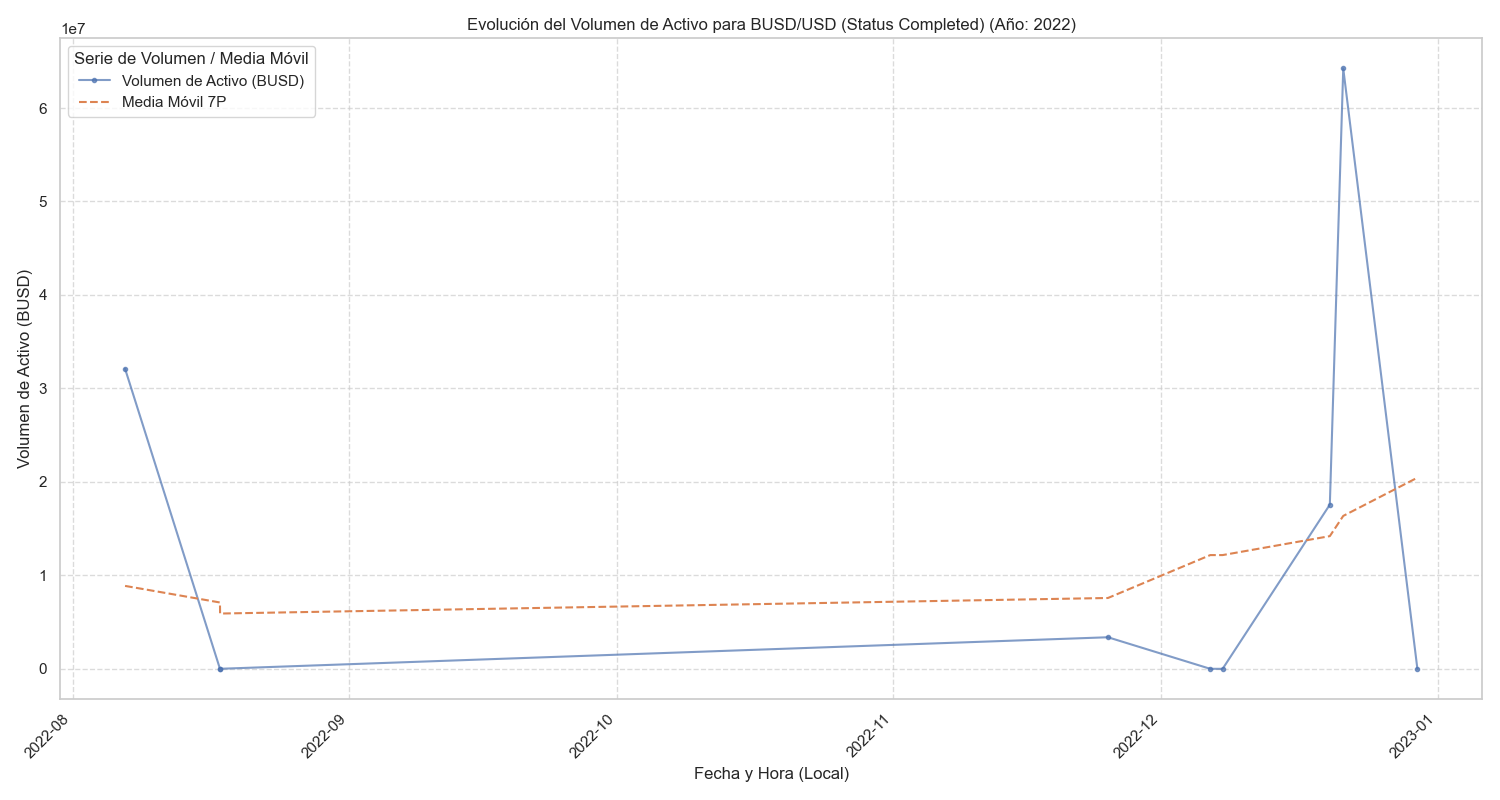 Evolución del Volumen de Activo para BUSD/USD (Status Completed) (Año: 2022)
1e7
Serie de Volumen / Media Móvil
Volumen de Activo (BUSD)
Media Móvil 7P
6
5
4
3
2
1
0
Volumen de Activo (BUSD)
2022-08
2022-09
2022-10
2022-11
2022-12
2023-01
Fecha y Hora (Local)